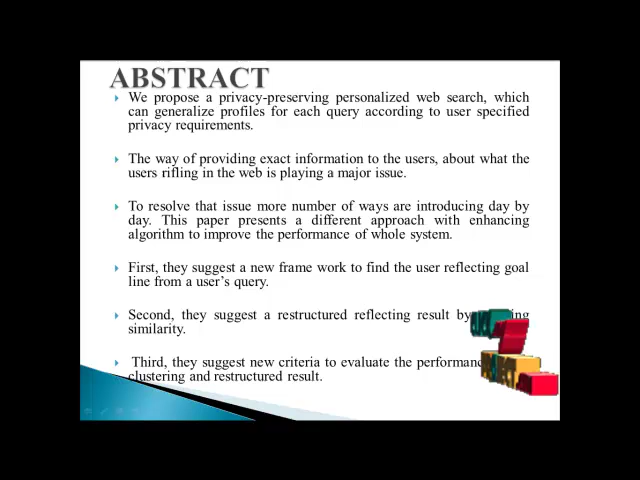 ABSTRACT
We propose a privacy-preserving personalized web search, which
can generalize profiles for each query according to user specified
privacy requirements.
The way of providing exact information to the users, about what the
users rifling in the web is playing a major issue.
To resolve that issue more number of ways are introducing day by
day. This paper presents a different approach with enhancing
algorithm to improve the performance of whole system.
First, they suggest a new frame work to find the user reflecting goal
line from a user's query.
Second, they suggest a restructured reflecting result by
similarity.
Third, they suggest new criteria to evaluate the performance
clustering and restructured result.